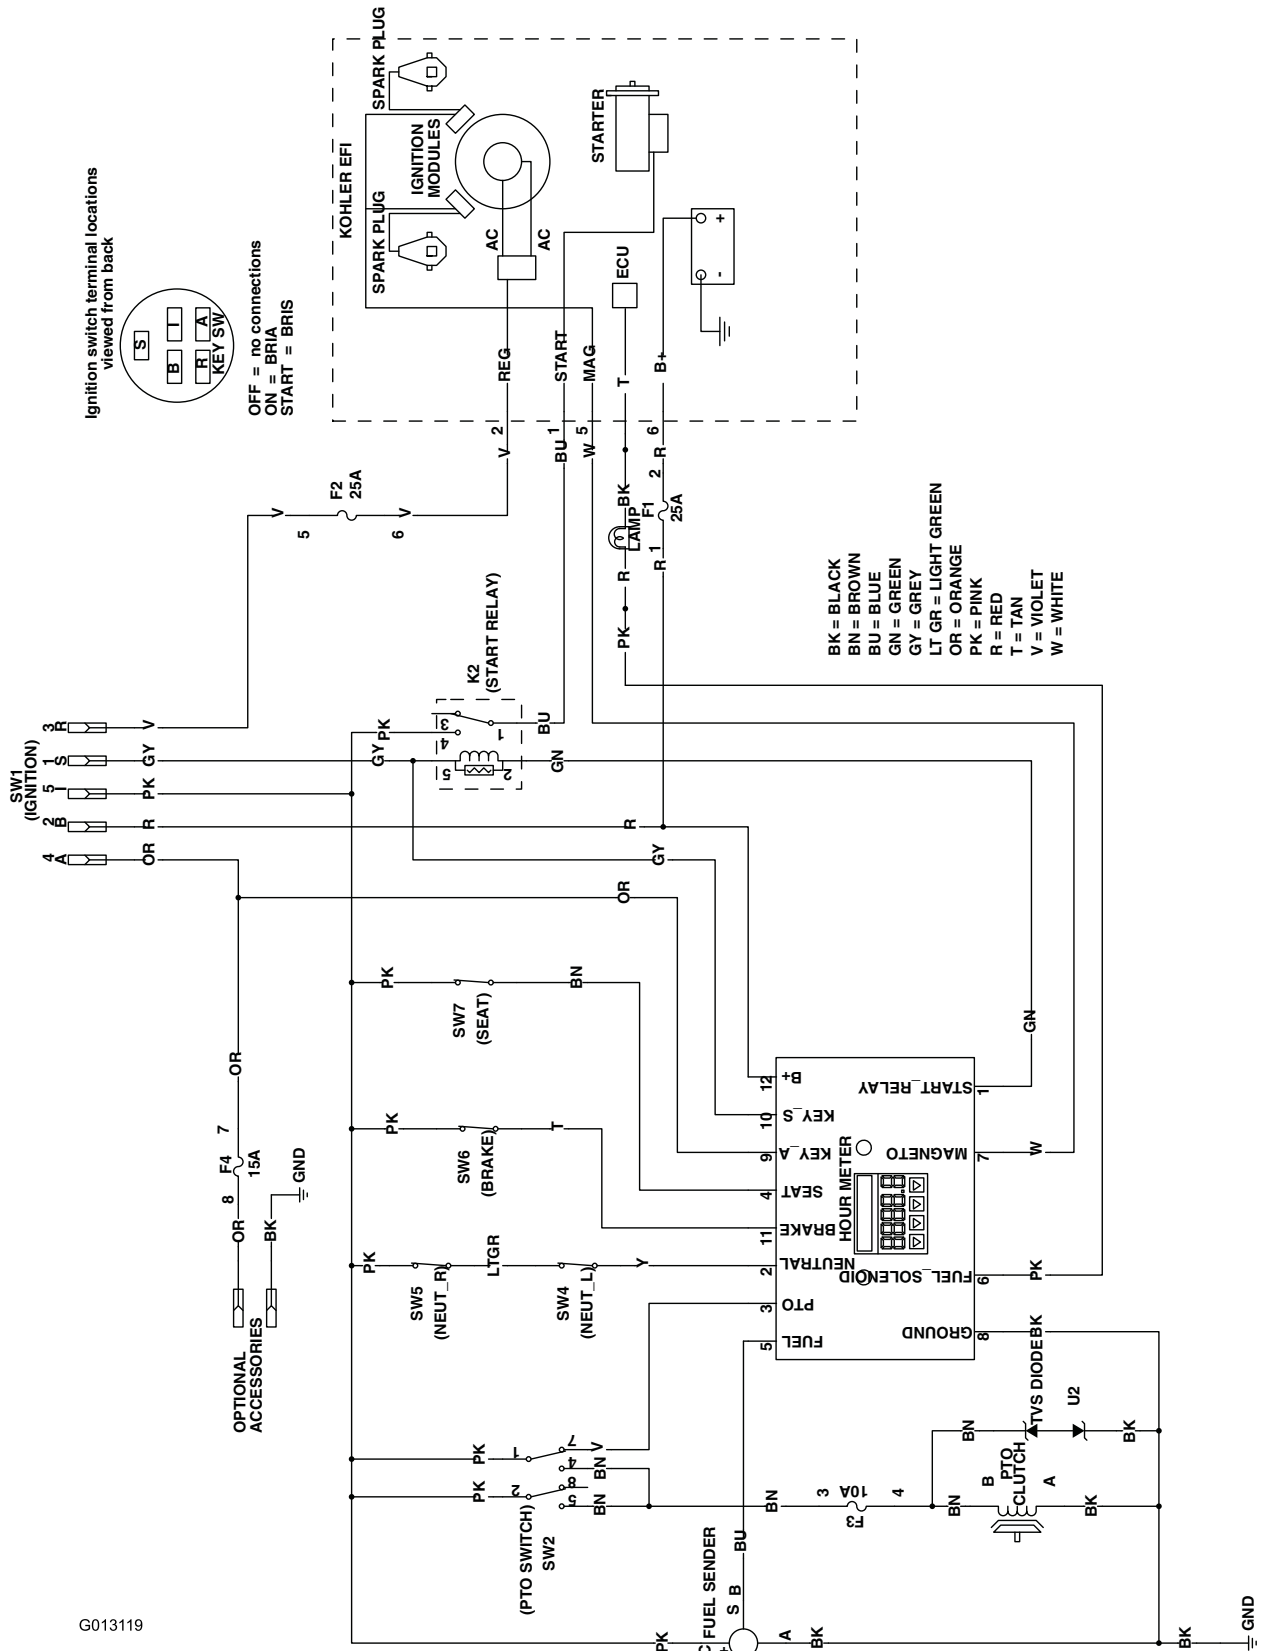 Ignition switch terminal locations
viewed from back
S
B
I
R
A
KEY SW
OFF = no connections
ON = BRIA
START = BRIS
KOHLER EFI
SPARK PLUG
SPARK PLUG
IGNITION
MODULES
AC
AC
STARTER
ECU
+
-
REG
START
MAG
T
B+
2
1
5
6
V
BU
W
R
2
F2
25A
V
5
6
V
BK
LAMP
F1
25A
R
R
1
PK
SW1
(IGNITION)
3
R
1
S
5
I
2
B
4
A
V
GY
PK
R
OR
K2
(START RELAY)
PK
GY
3
4
1
5
2
BU
GN
R
GY
OR
BK = BLACK
BN = BROWN
BU = BLUE
GN = GREEN
GY = GREY
LT GR = LIGHT GREEN
OR = ORANGE
PK = PINK
R = RED
T = TAN
V = VIOLET
W = WHITE
PK
SW7
(SEAT)
BN
PK
SW6
(BRAKE)
T
PK
SW5
(NEUT_R)
LTGR
SW4
(NEUT_L)
Y
OR
7
F4
15A
8
OR
BK
GND
OPTIONAL
ACCESSORIES
12
B+
10
KEY_S
9
KEY_A
4
SEAT
11
BRAKE
2
NEUTRAL
3
PTO
5
FUEL
HOUR METER
START_RELAY
1
MAGNETO
7
FUEL_SOLENOID
6
GROUND
8
GN
W
PK
BK
PK
1
7
V
4
BN
PK
2
8
5
BN
(PTO SWITCH)
SW2
BN
3
F3
10A
4
BN
TVS DIODE
U2
BK
BN
B
PTO
CLUTCH
A
BK
FUEL SENDER
BU
S
B
PK
C
+
A
BK
BK
GND
G013119